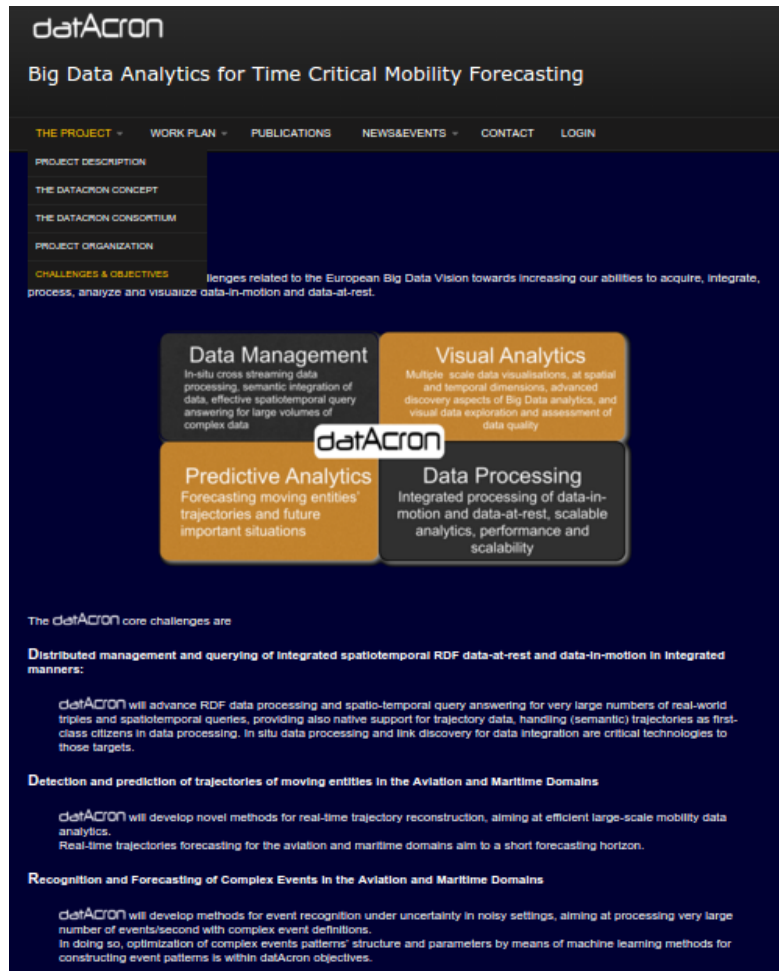 datAcron
Big Data Analytics for Time Critical Mobility Forecasting
THE PROJECT WORK PLAN PUBLICATIONS NEWS&EVENTS CONTACT LOGIN
PROJECT DESCRIPTION
THE DATACRON CONCEPT
THE DATACRON CONSORTIUM
PROJECT ORGANIZATION
CHALLENGES & OBJECTIVES
llenges related to the European Big Data Vision towards increasing our abilities to acquire, integrate,
process, analyze and visualize data-in-motion and data-at-rest.
Data Management
In-situ cross streaming data
processing, semantic integration of
data, effective spatiotemporal query
answering for large volumes of
complex data
Visual Analytics
Multiple scale data visualisations, at spatial
and temporal dimensions, advanced
discovery aspects of Big Data analytics, and
visual data exploration and assessment of
data quality
datAcron
Predictive Analytics
Forecasting moving entities'
trajectories and future
important situations
Data Processing
Integrated processing of data-in-
motion and data-at-rest, scalable
analytics, performance and
scalability
The datAcron core challenges are
Distributed management and querying of integrated spatiotemporal RDF data-at-rest and data-in-motion in integrated
manners:
datAcron will advance RDF data processing and spatio-temporal query answering for very large numbers of real-world
triples and spatiotemporal queries, providing also native support for trajectory data, handling (semantic) trajectories as first-
class citizens in data processing. In situ data processing and link discovery for data integration are critical technologies to
those targets.
Detection and prediction of trajectories of moving entities in the Aviation and Maritime Domains
datAcron will develop novel methods for real-time trajectory reconstruction, aiming at efficient large-scale mobility data
analytics.
Real-time trajectories forecasting for the aviation and maritime domains aim to a short forecasting horizon.
Recognition and Forecasting of Complex Events in the Aviation and Maritime Domains
datAcron will develop methods for event recognition under uncertainty in noisy settings, aiming at processing very large
number of events/second with complex event definitions.
In doing so, optimization of complex events patterns' structure and parameters by means of machine learning methods for
constructing event patterns is within datAcron objectives.